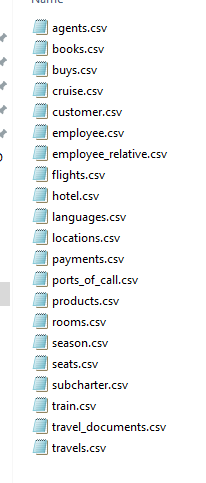 agents.csv
books.csv
buys.csv
cruise.csv
customer.csv
employee.csv
employee_relative.csv
flights.csv
hotel.csv
languages.csv
locations.csv
payments.csv
ports_of_call.csv
products.csv
rooms.csv
season.csv
seats.csv
subcharter.csv
train.csv
travel_documents.csv
travels.csv